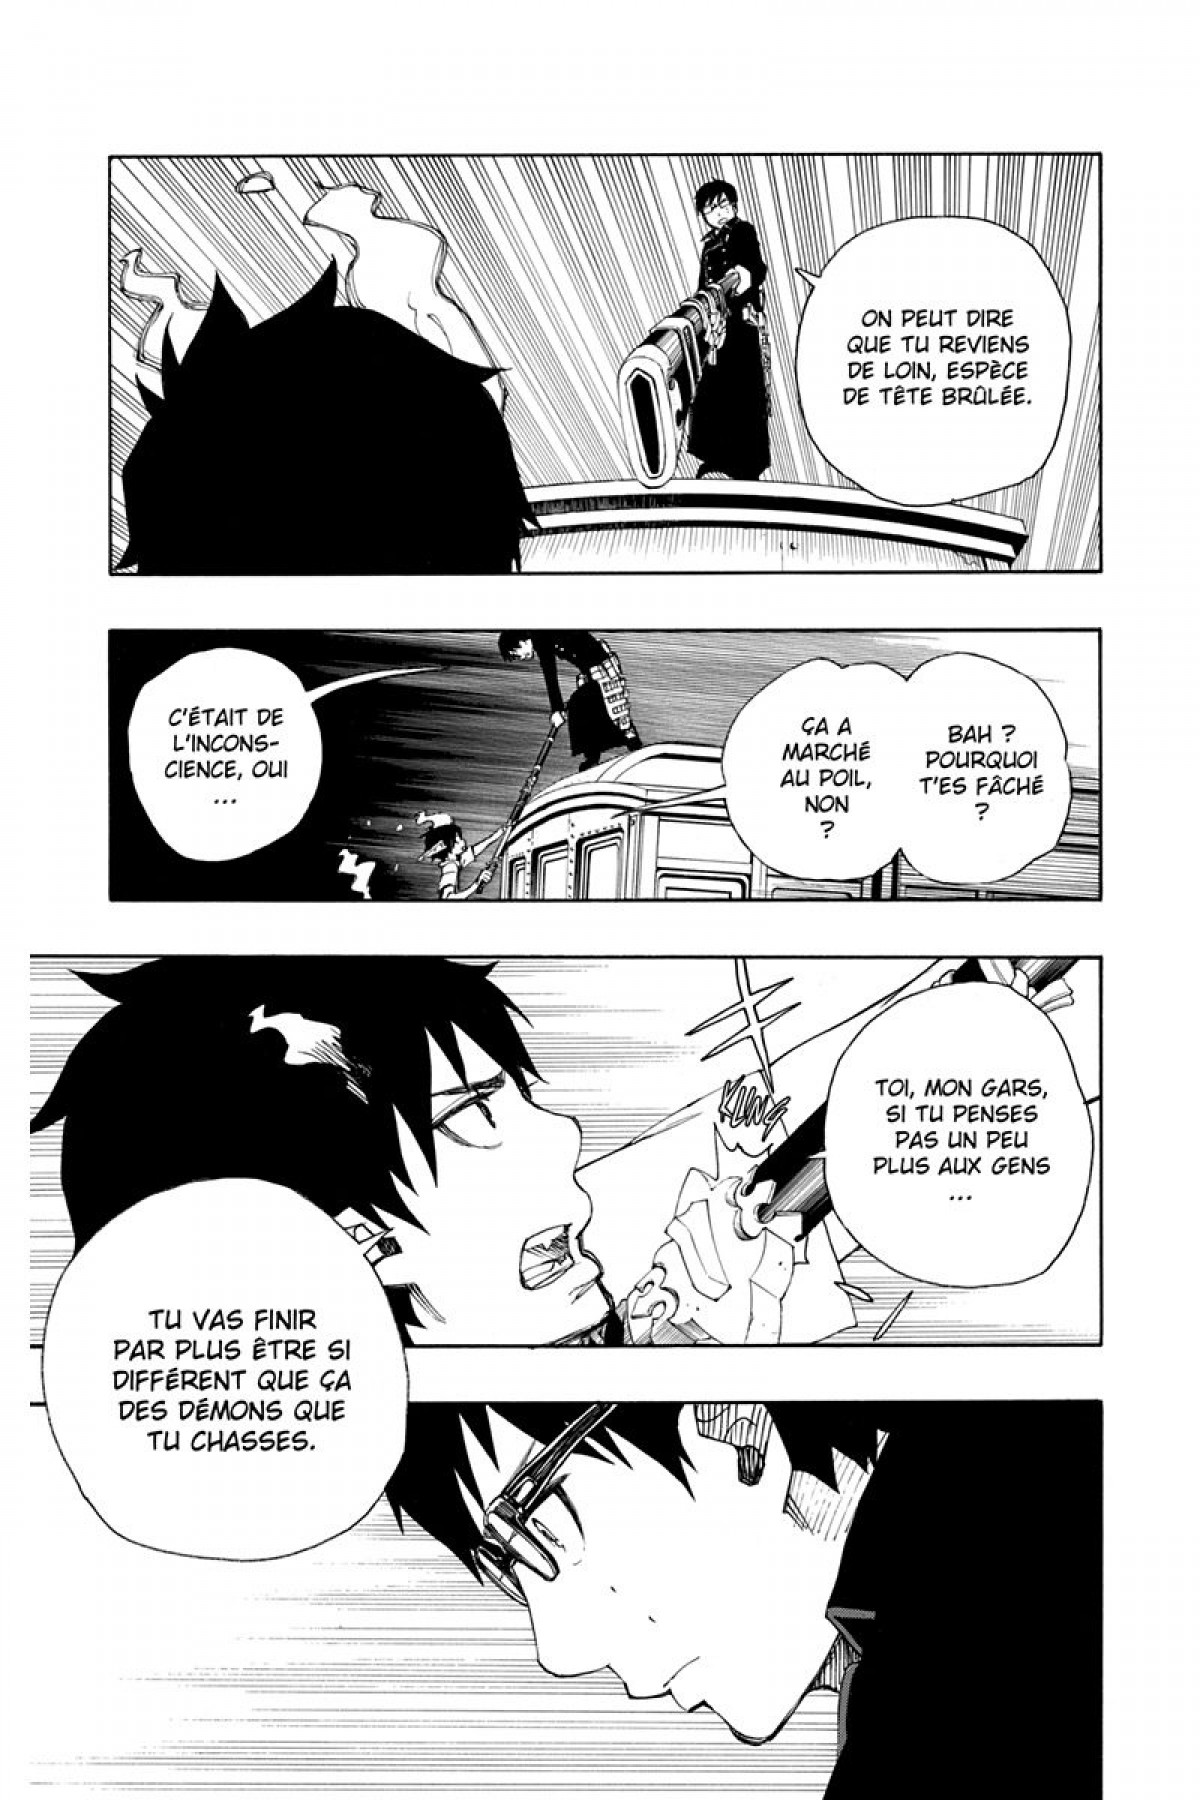 ON PEUT DIRE
QUE TU REVIENS
DE LOIN, ESPÈCE
DE TÊTE BRÛLÉE.
C'ÉTAIT DE
L'INCONS-
CIENCE, OUI
...
ÇA A
MARCHÉ
AU POIL,
NON
?
BAH ?
POURQUOI
T'ES FÂCHÉ
?
TOI, MON GARS,
SI TU PENSES
PAS UN PEU
PLUS AUX GENS
...
KLING
TU VAS FINIR
PAR PLUS ÊTRE SI
DIFFÉRENT QUE ÇA
DES DÉMONS QUE
TU CHASSES.